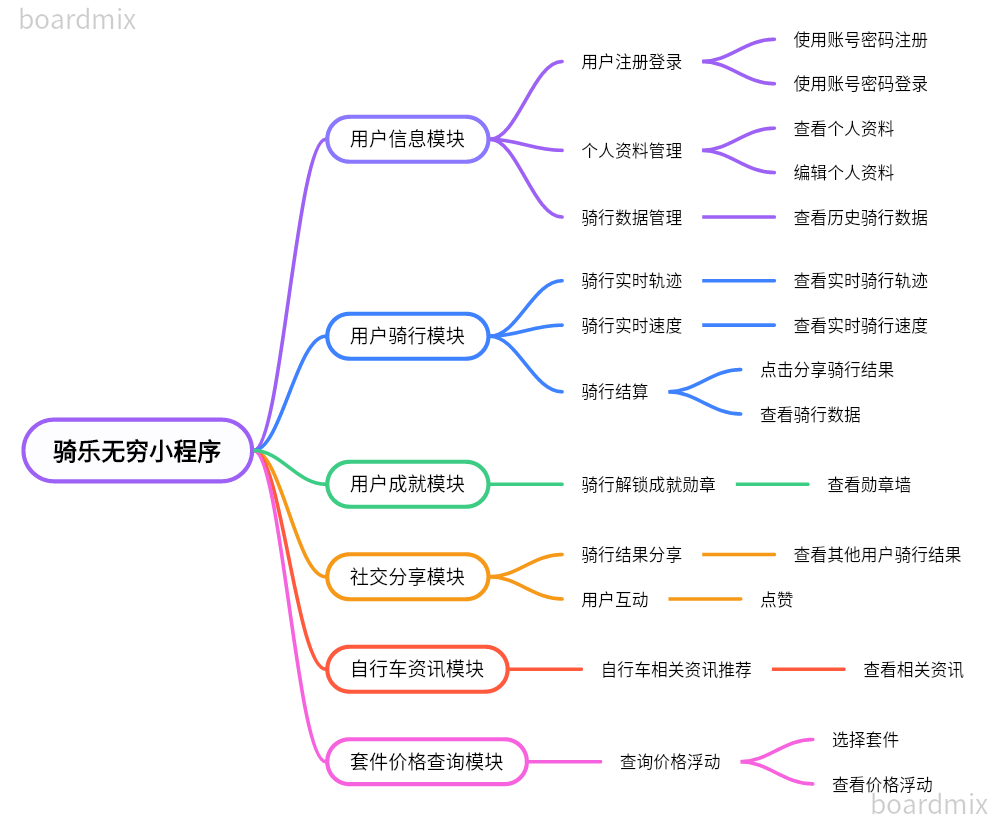 boardmix
骑乐无穷小程序
用户信息模块
用户注册登录
使用账号密码注册
使用账号密码登录
个人资料管理
查看个人资料
编辑个人资料
骑行数据管理
查看历史骑行数据
用户骑行模块
骑行实时轨迹
查看实时骑行轨迹
骑行实时速度
查看实时骑行速度
骑行结算
点击分享骑行结果
查看骑行数据
用户成就模块
骑行解锁成就勋章
查看勋章墙
社交分享模块
骑行结果分享
查看其他用户骑行结果
用户互动
点赞
自行车资讯模块
自行车相关资讯推荐
查看相关资讯
套件价格查询模块
查询价格浮动
选择套件
查看价格浮动
boardmix